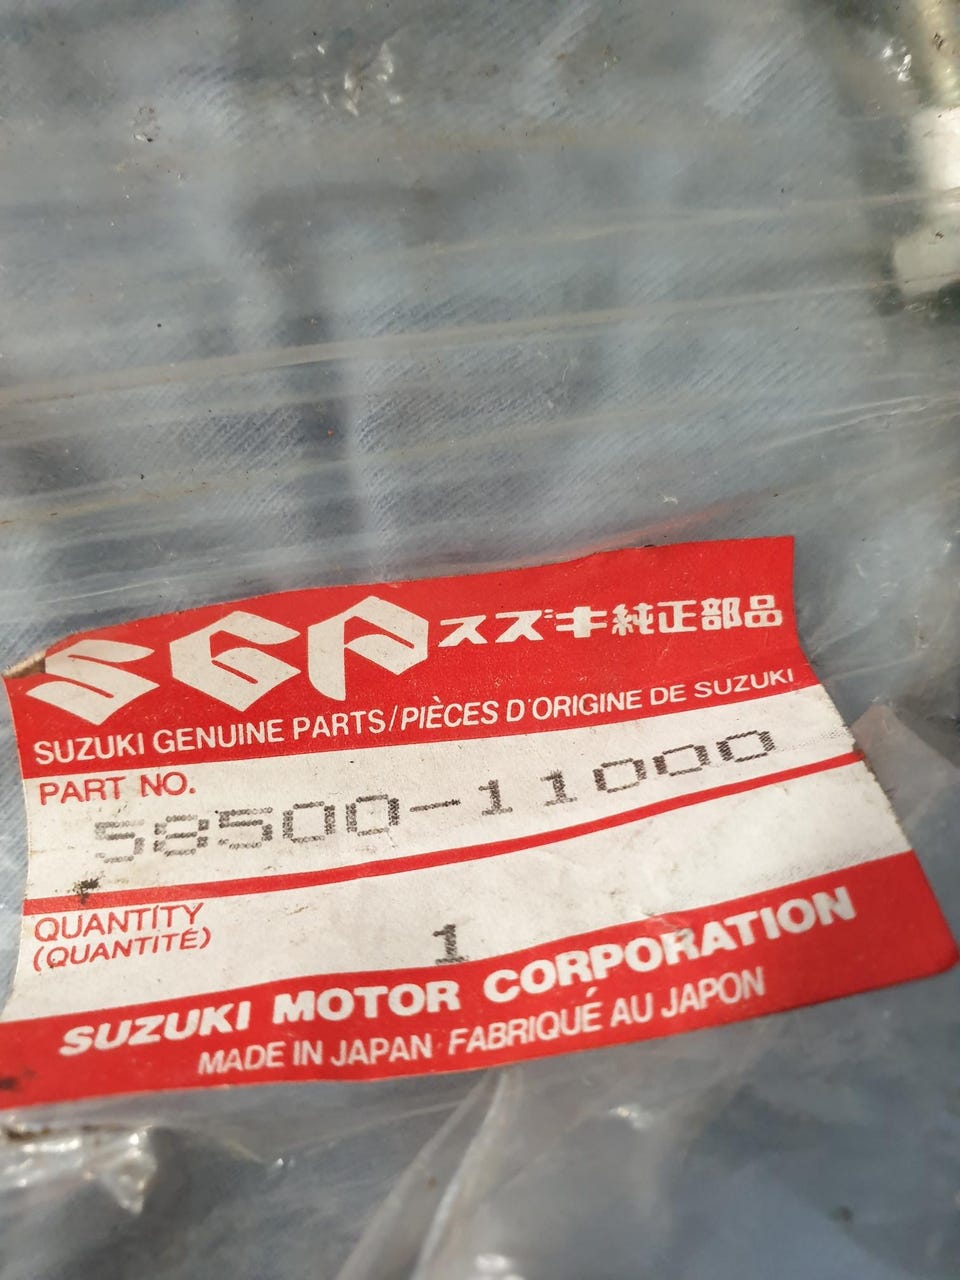 SGP スズキ純正部品
SUZUKI GENUINE PARTS/PIÈCES D'ORIGINE DE SUZUKI
PART NO.
58500-11000
QUANTITY
(QUANTITÉ)
1
SUZUKI MOTOR CORPORATION
MADE IN JAPAN FABRIQUÉ AU JAPON